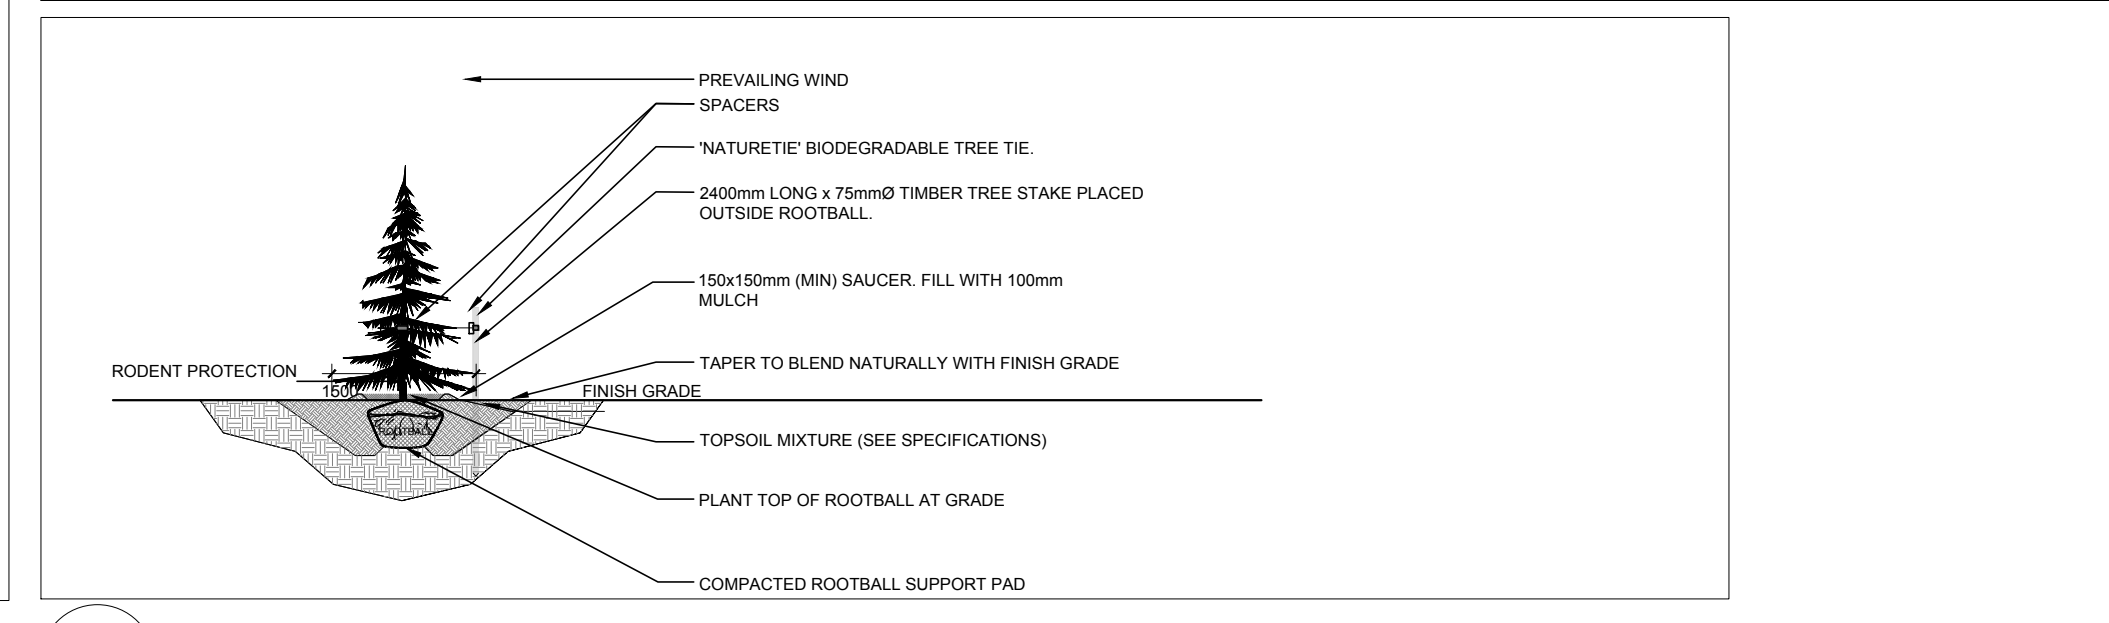 PREVAILING WIND
SPACERS
'NATURETIE' BIODEGRADABLE TREE TIE.
2400mm LONG x 75mmØ TIMBER TREE STAKE PLACED
OUTSIDE ROOTBALL.
150x150mm (MIN) SAUCER. FILL WITH 100mm
MULCH
TAPER TO BLEND NATURALLY WITH FINISH GRADE
RODENT PROTECTION
1500
FINISH GRADE
ROOTBALL
TOPSOIL MIXTURE (SEE SPECIFICATIONS)
PLANT TOP OF ROOTBALL AT GRADE
COMPACTED ROOTBALL SUPPORT PAD